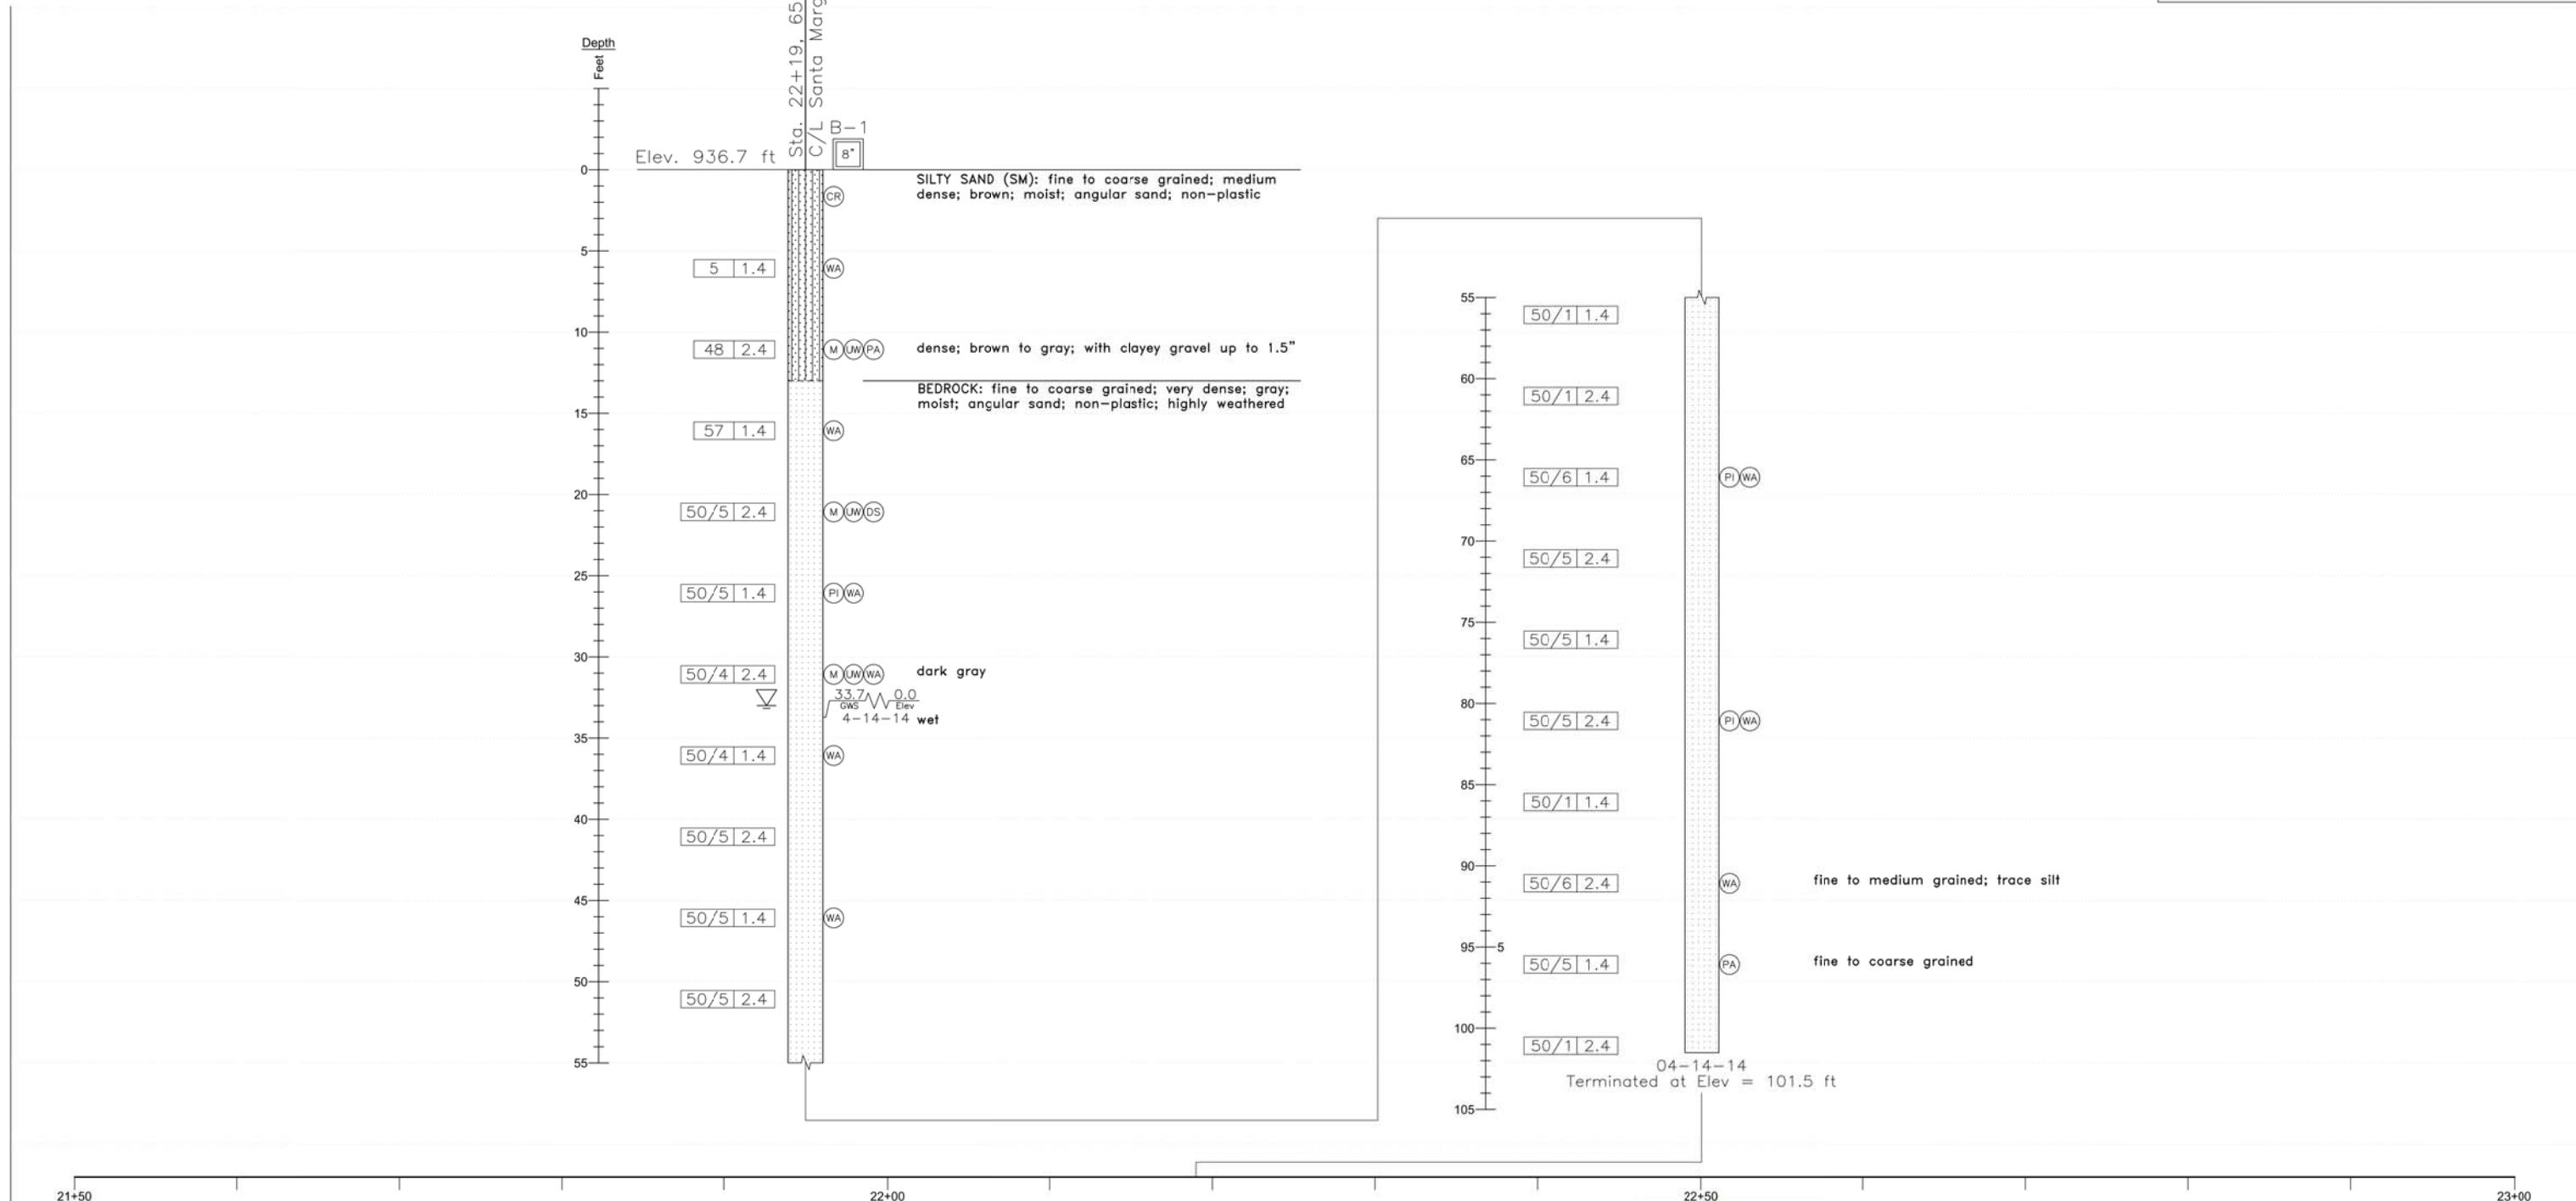 Depth
Feet
Sta. 22+19, 65
C/L Santa Marg
B-1
8"
Elev. 936.7 ft
0
SILTY SAND (SM): fine to coarse grained; medium
dense; brown; moist; angular sand; non-plastic
CR
5
5 1.4 WA
10
48 2.4 M UW PA dense; brown to gray; with clayey gravel up to 1.5"
BEDROCK: fine to coarse grained; very dense; gray;
moist; angular sand; non-plastic; highly weathered
15
57 1.4 WA
20
50/5 2.4 M UW DS
25
50/5 1.4 PI WA
30
50/4 2.4 M UW WA dark gray
33.7 0.0
GWS Elev
4-14-14 wet
35
50/4 1.4 WA
40
50/5 2.4
45
50/5 1.4 WA
50
50/5 2.4
55
55
50/1 1.4
60
50/1 2.4
65
50/6 1.4 PI WA
70
50/5 2.4
75
50/5 1.4
80
50/5 2.4 PI WA
85
50/1 1.4
90
50/6 2.4 WA fine to medium grained; trace silt
95 5
50/5 1.4 PA fine to coarse grained
100
50/1 2.4
04-14-14
Terminated at Elev = 101.5 ft
105
21+50 22+00 22+50 23+00